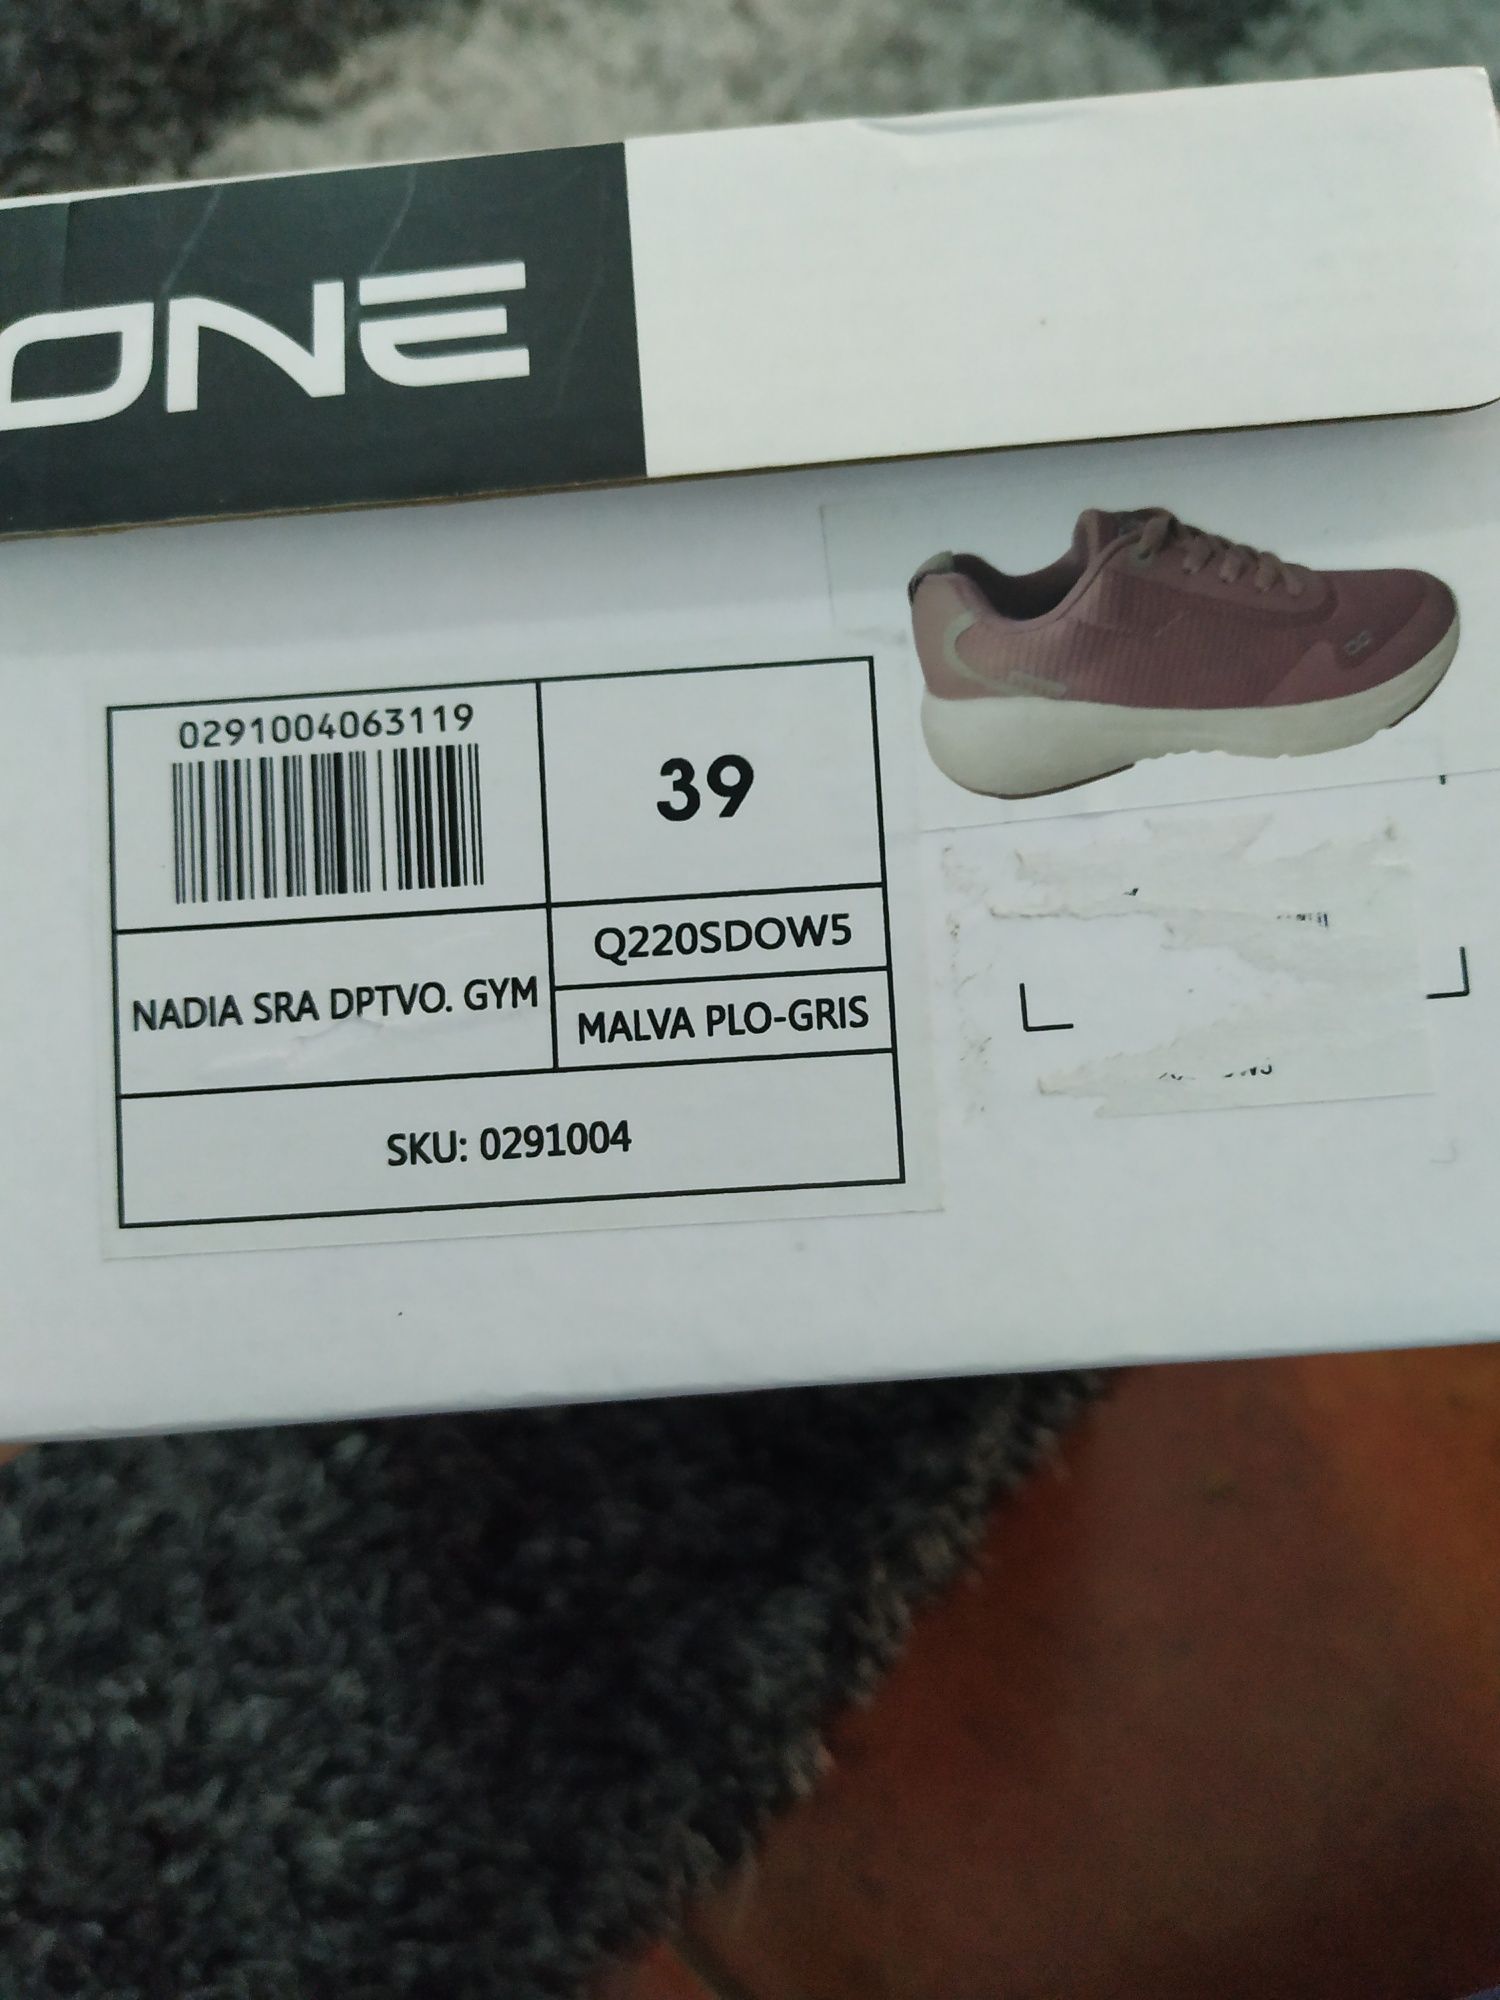 ONE
0291004063119
39
Q220SDOW5
NADIA SRA DPTVO. GYM
MALVA PLO-GRIS
SKU: 0291004